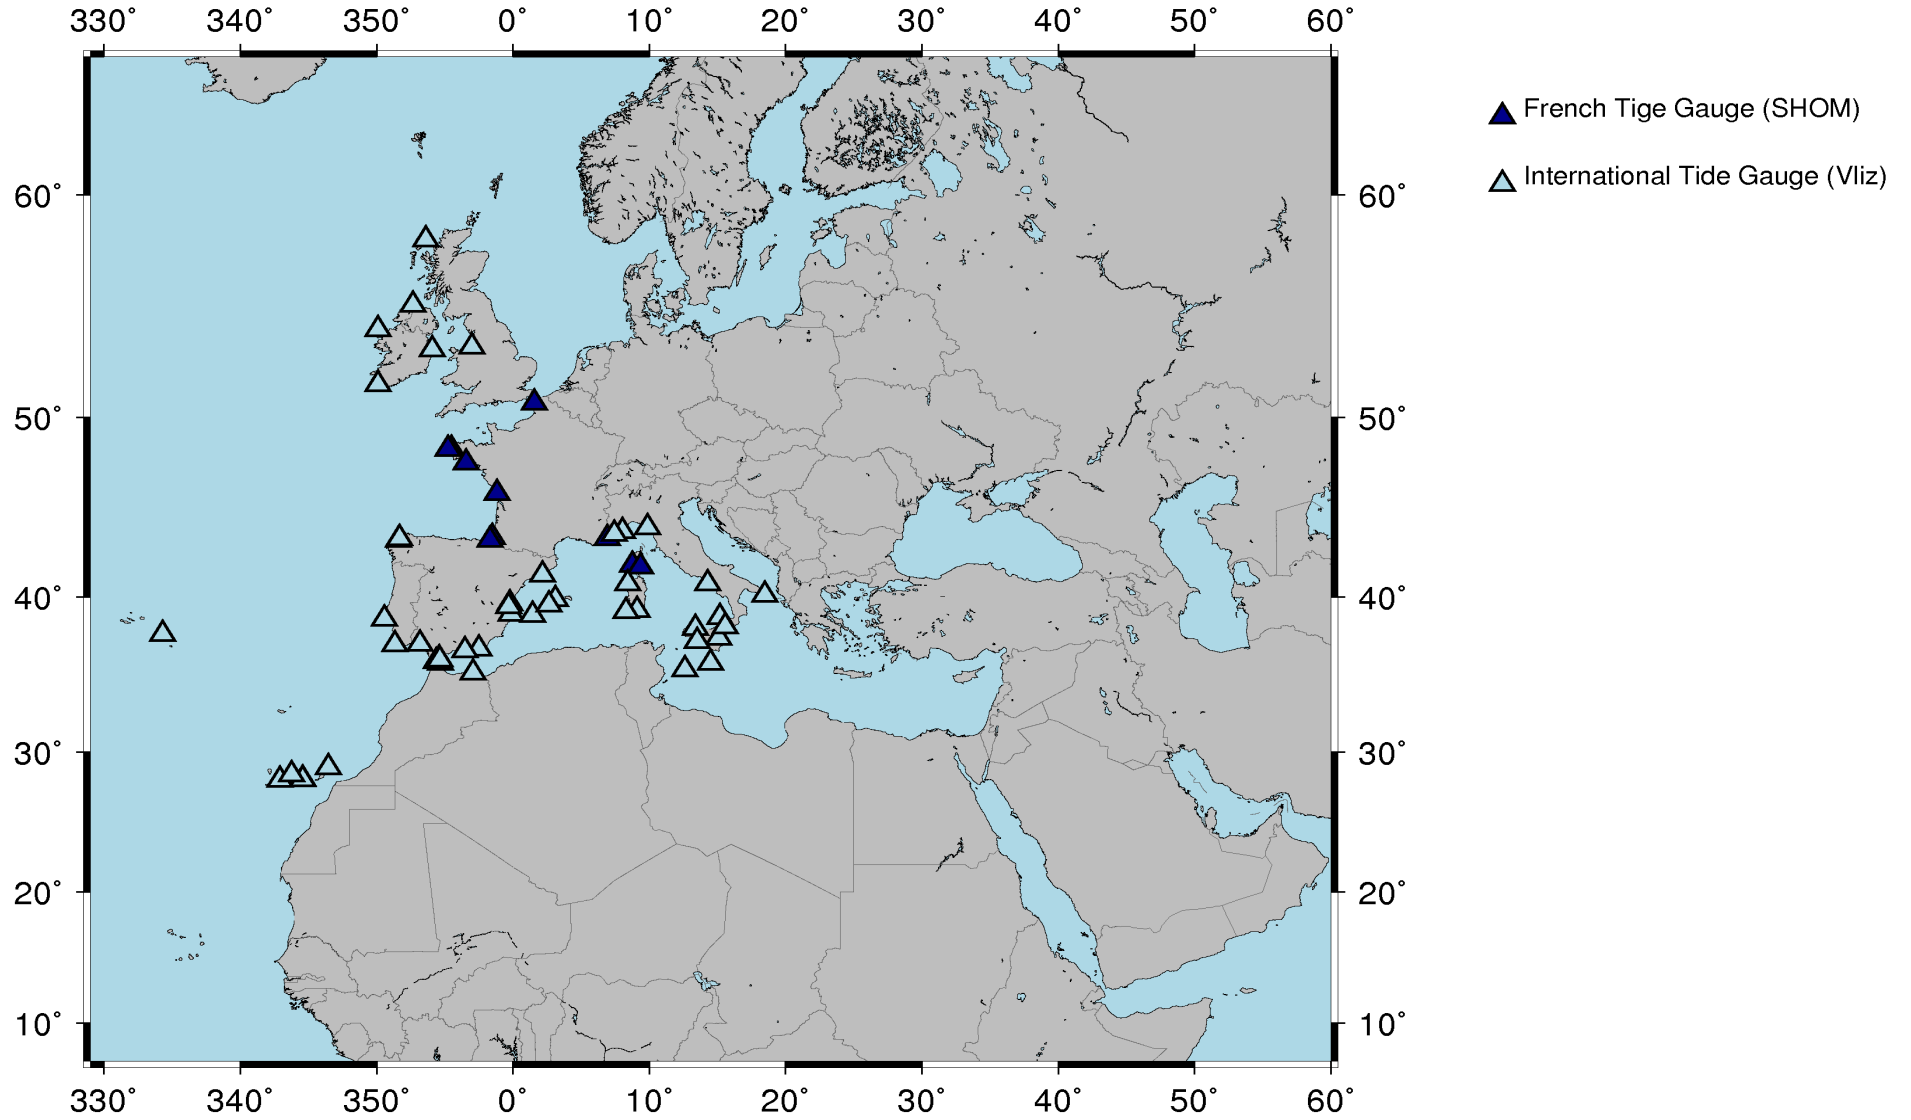 330° 340° 350° 0° 10° 20° 30° 40° 50° 60°
French Tige Gauge (SHOM)
International Tide Gauge (Vliz)
60° 60°
50° 50°
40° 40°
30° 30°
20° 20°
10° 10°
330° 340° 350° 0° 10° 20° 30° 40° 50° 60°